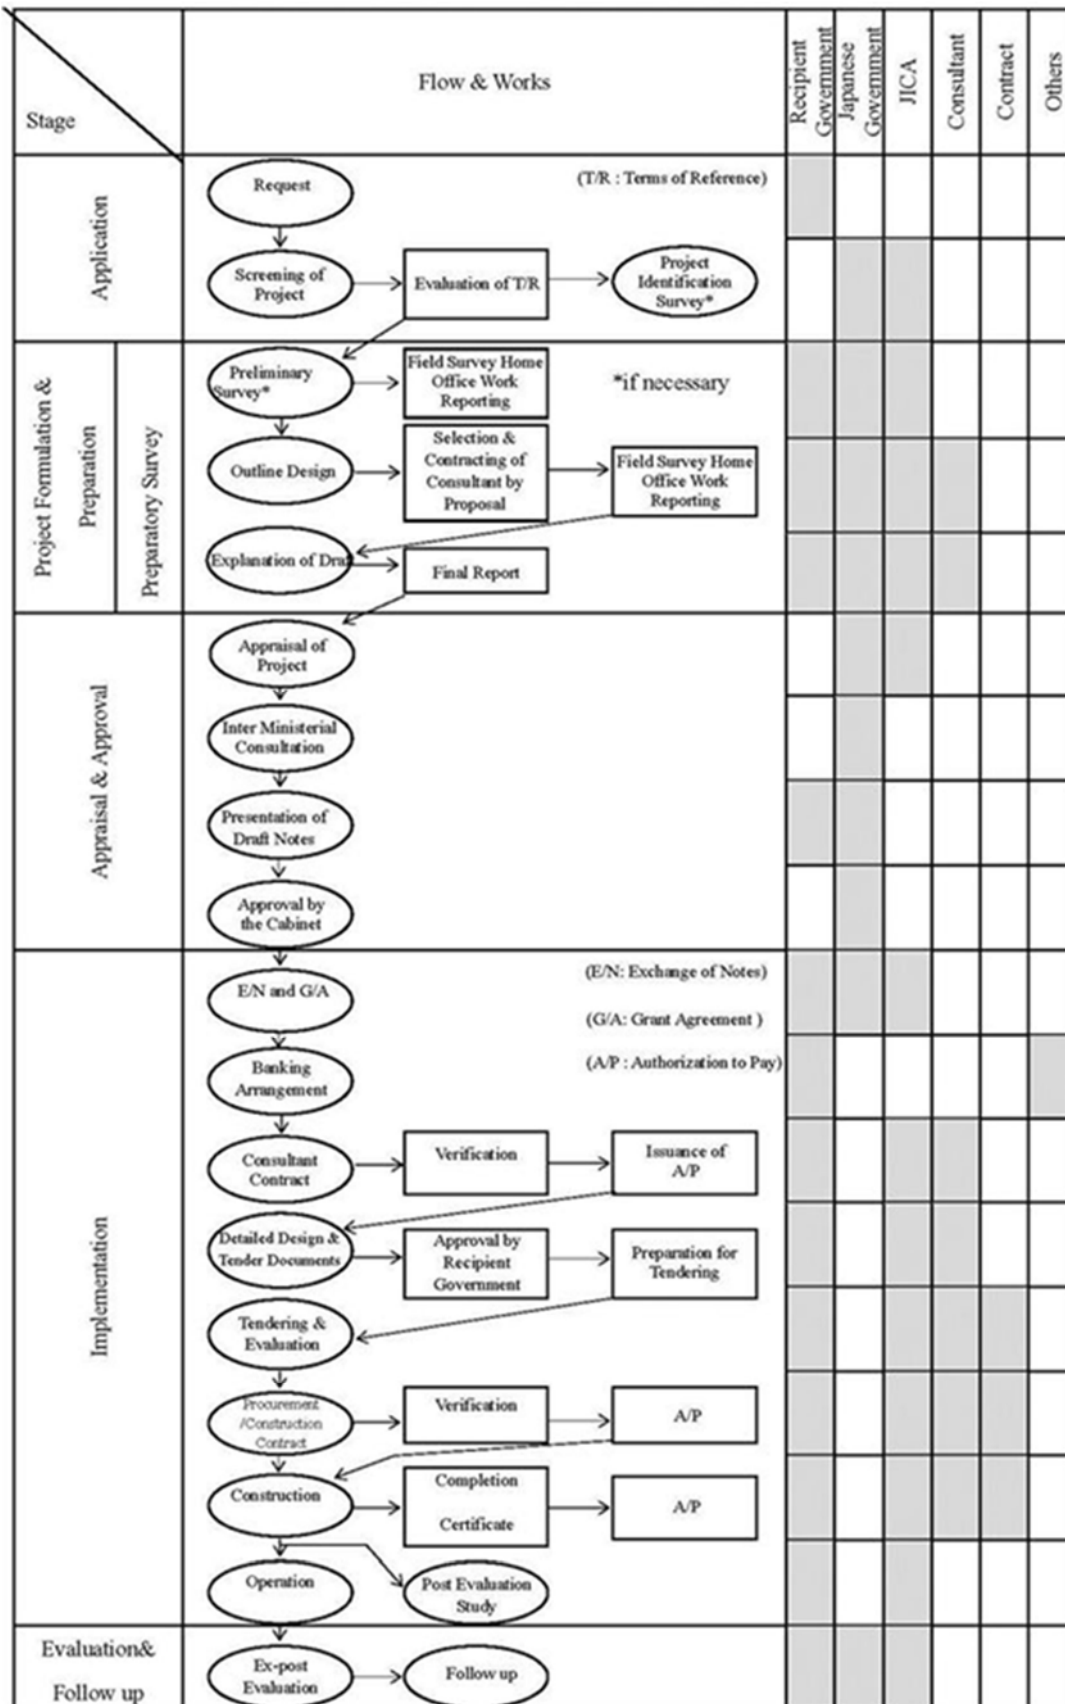 Stage
Flow & Works
Recipient
Government
Japanese
Government
JICA
Consultant
Contract
Others
Application
Request
(T/R : Terms of Reference)
Screening of
Project
Evaluation of T/R
Project
Identification
Survey*
Project Formulation &
Preparation
Preparatory Survey
Preliminary
Survey*
Field Survey Home
Office Work
Reporting
*if necessary
Outline Design
Selection &
Contracting of
Consultant by
Proposal
Field Survey Home
Office Work
Reporting
Explanation of Draf
Final Report
Appraisal & Approval
Appraisal of
Project
Inter Ministerial
Consultation
Presentation of
Draft Notes
Approval by
the Cabinet
Implementation
E/N and G/A
(E/N: Exchange of Notes)
(G/A: Grant Agreement )
(A/P : Authorization to Pay)
Banking
Arrangement
Consultant
Contract
Verification
Issuance of
A/P
Detailed Design &
Tender Documents
Approval by
Recipient
Government
Preparation for
Tendering
Tendering &
Evaluation
Procurement
/Construction
Contract
Verification
A/P
Construction
Completion
Certificate
A/P
Operation
Post Evaluation
Study
Evaluation&
Follow up
Ex-post
Evaluation
Follow up